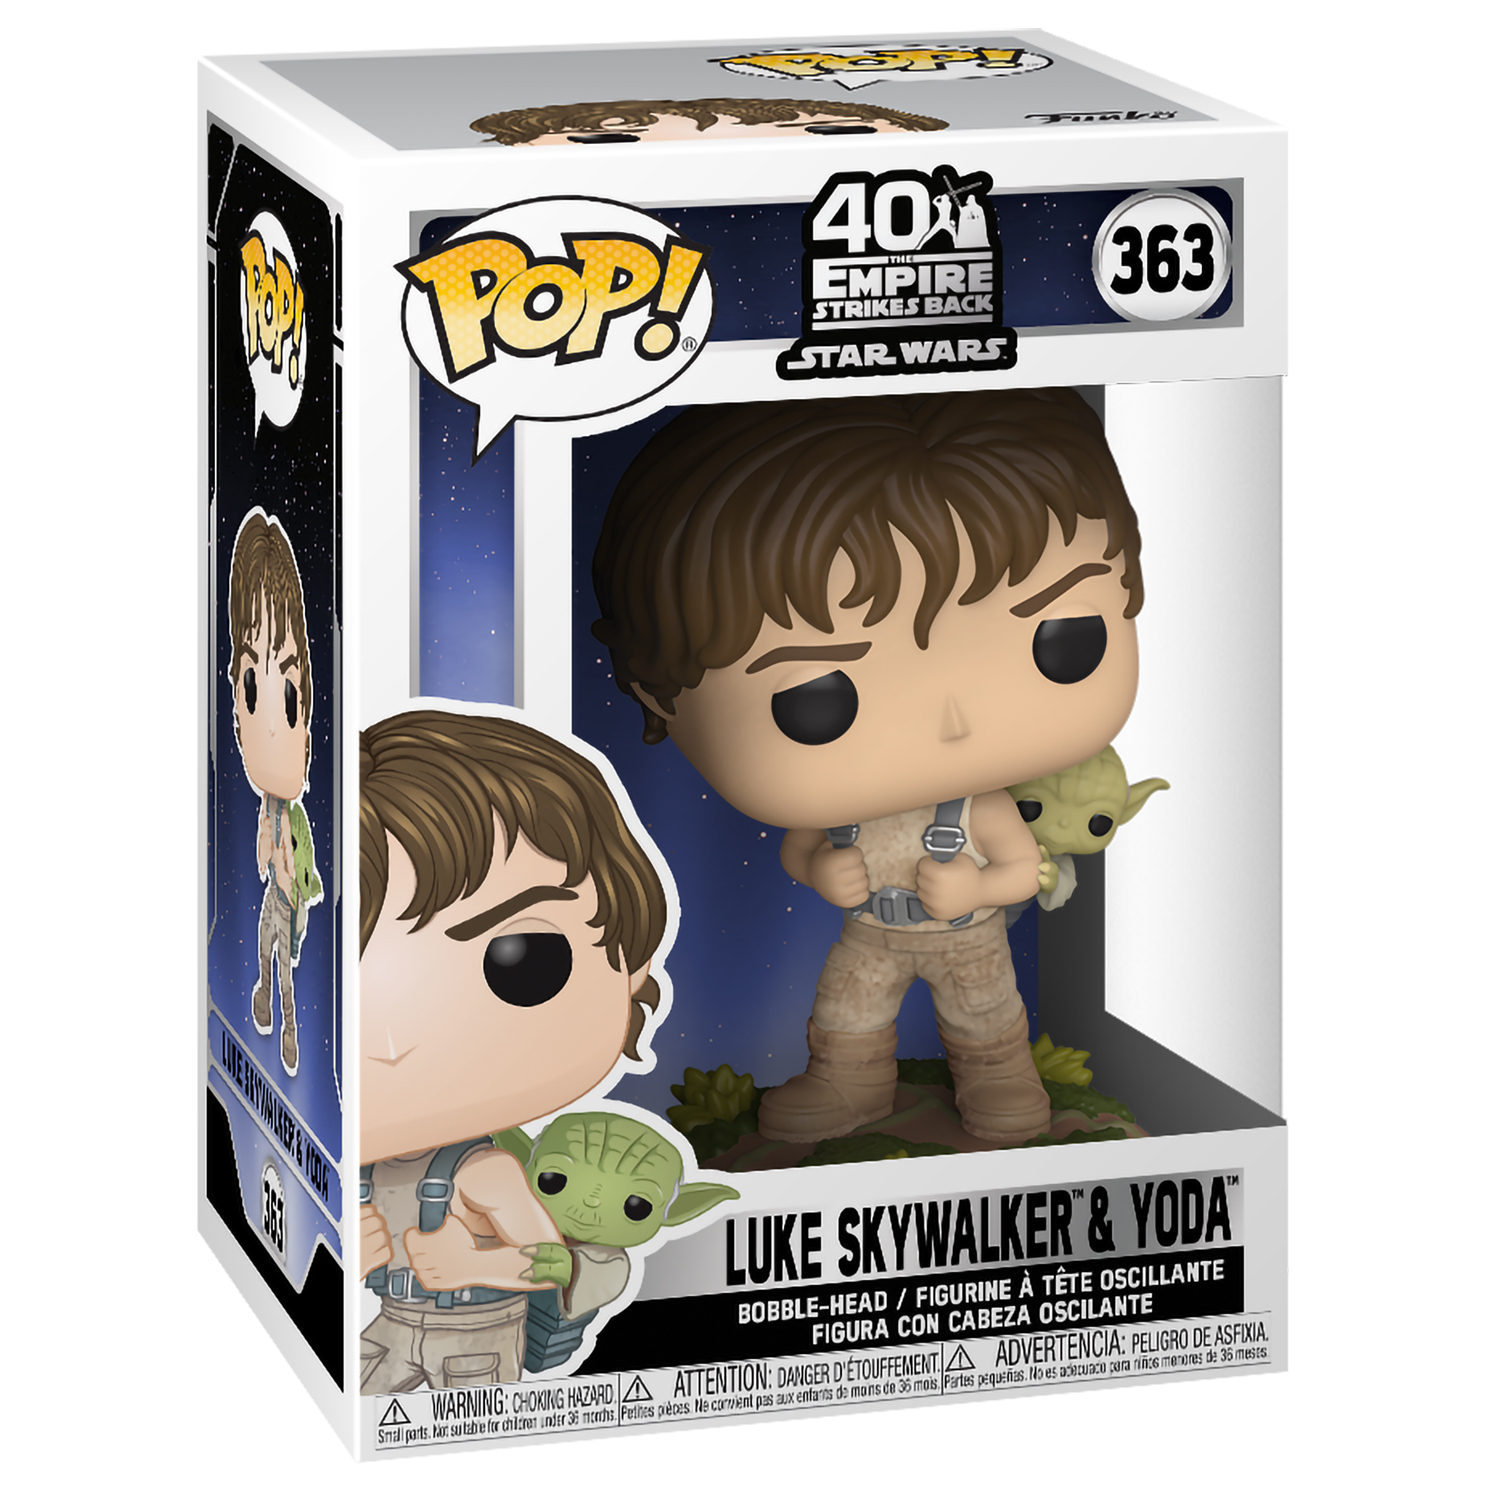 POP!
Funko
POP!
POP! ®
40
THE
EMPIRE
STRIKES BACK
STAR WARS
363
LUKE SKYWALKER & YODA
363
LUKE SKYWALKER™ & YODA™
BOBBLE-HEAD / FIGURINE À TÊTE OSCILLANTE
FIGURA CON CABEZA OSCILANTE
WARNING: CHOKING HAZARD.
Small parts. Not suitable for children under 36 months.
ATTENTION: DANGER D'ÉTOUFFEMENT.
Petites pièces. Ne convient pas aux enfants de moins de 36 mois.
ADVERTENCIA: PELIGRO DE ASFIXIA.
Partes pequeñas. No es adecuado para niños menores de 36 meses.